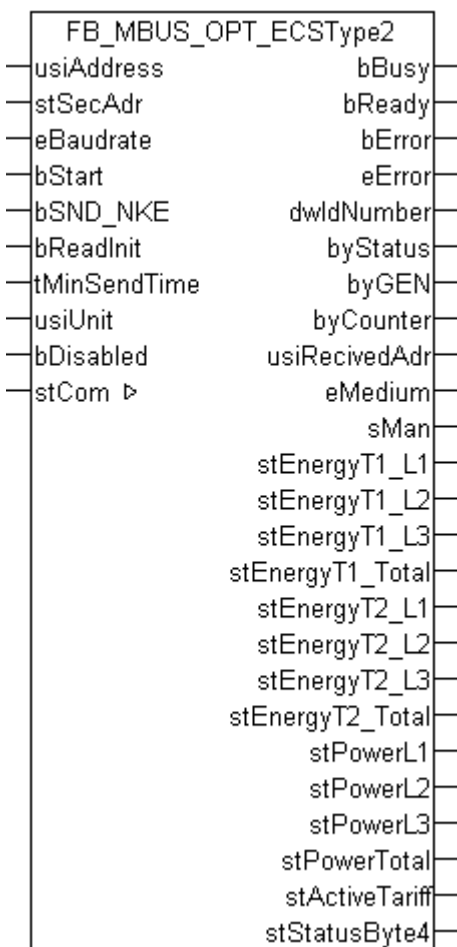 FB_MBUS_OPT_ECSType2
usiAddress bBusy
stSecAdr bReady
eBaudrate bError
bStart eError
bSND_NKE dwIdNumber
bReadInit byStatus
tMinSendTime byGEN
usiUnit byCounter
bDisabled usiRecivedAdr
stCom ▷ eMedium
sMan
stEnergyT1_L1
stEnergyT1_L2
stEnergyT1_L3
stEnergyT1_Total
stEnergyT2_L1
stEnergyT2_L2
stEnergyT2_L3
stEnergyT2_Total
stPowerL1
stPowerL2
stPowerL3
stPowerTotal
stActiveTariff
stStatusByte4